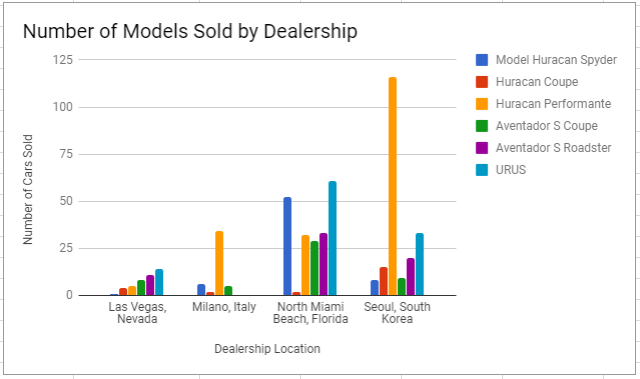 Number of Models Sold by Dealership
125
100
75
50
25
0
Number of Cars Sold
Las Vegas,
Nevada
Milano, Italy
North Miami
Beach, Florida
Seoul, South
Korea
Dealership Location
Model Huracan Spyder
Huracan Coupe
Huracan Performante
Aventador S Coupe
Aventador S Roadster
URUS